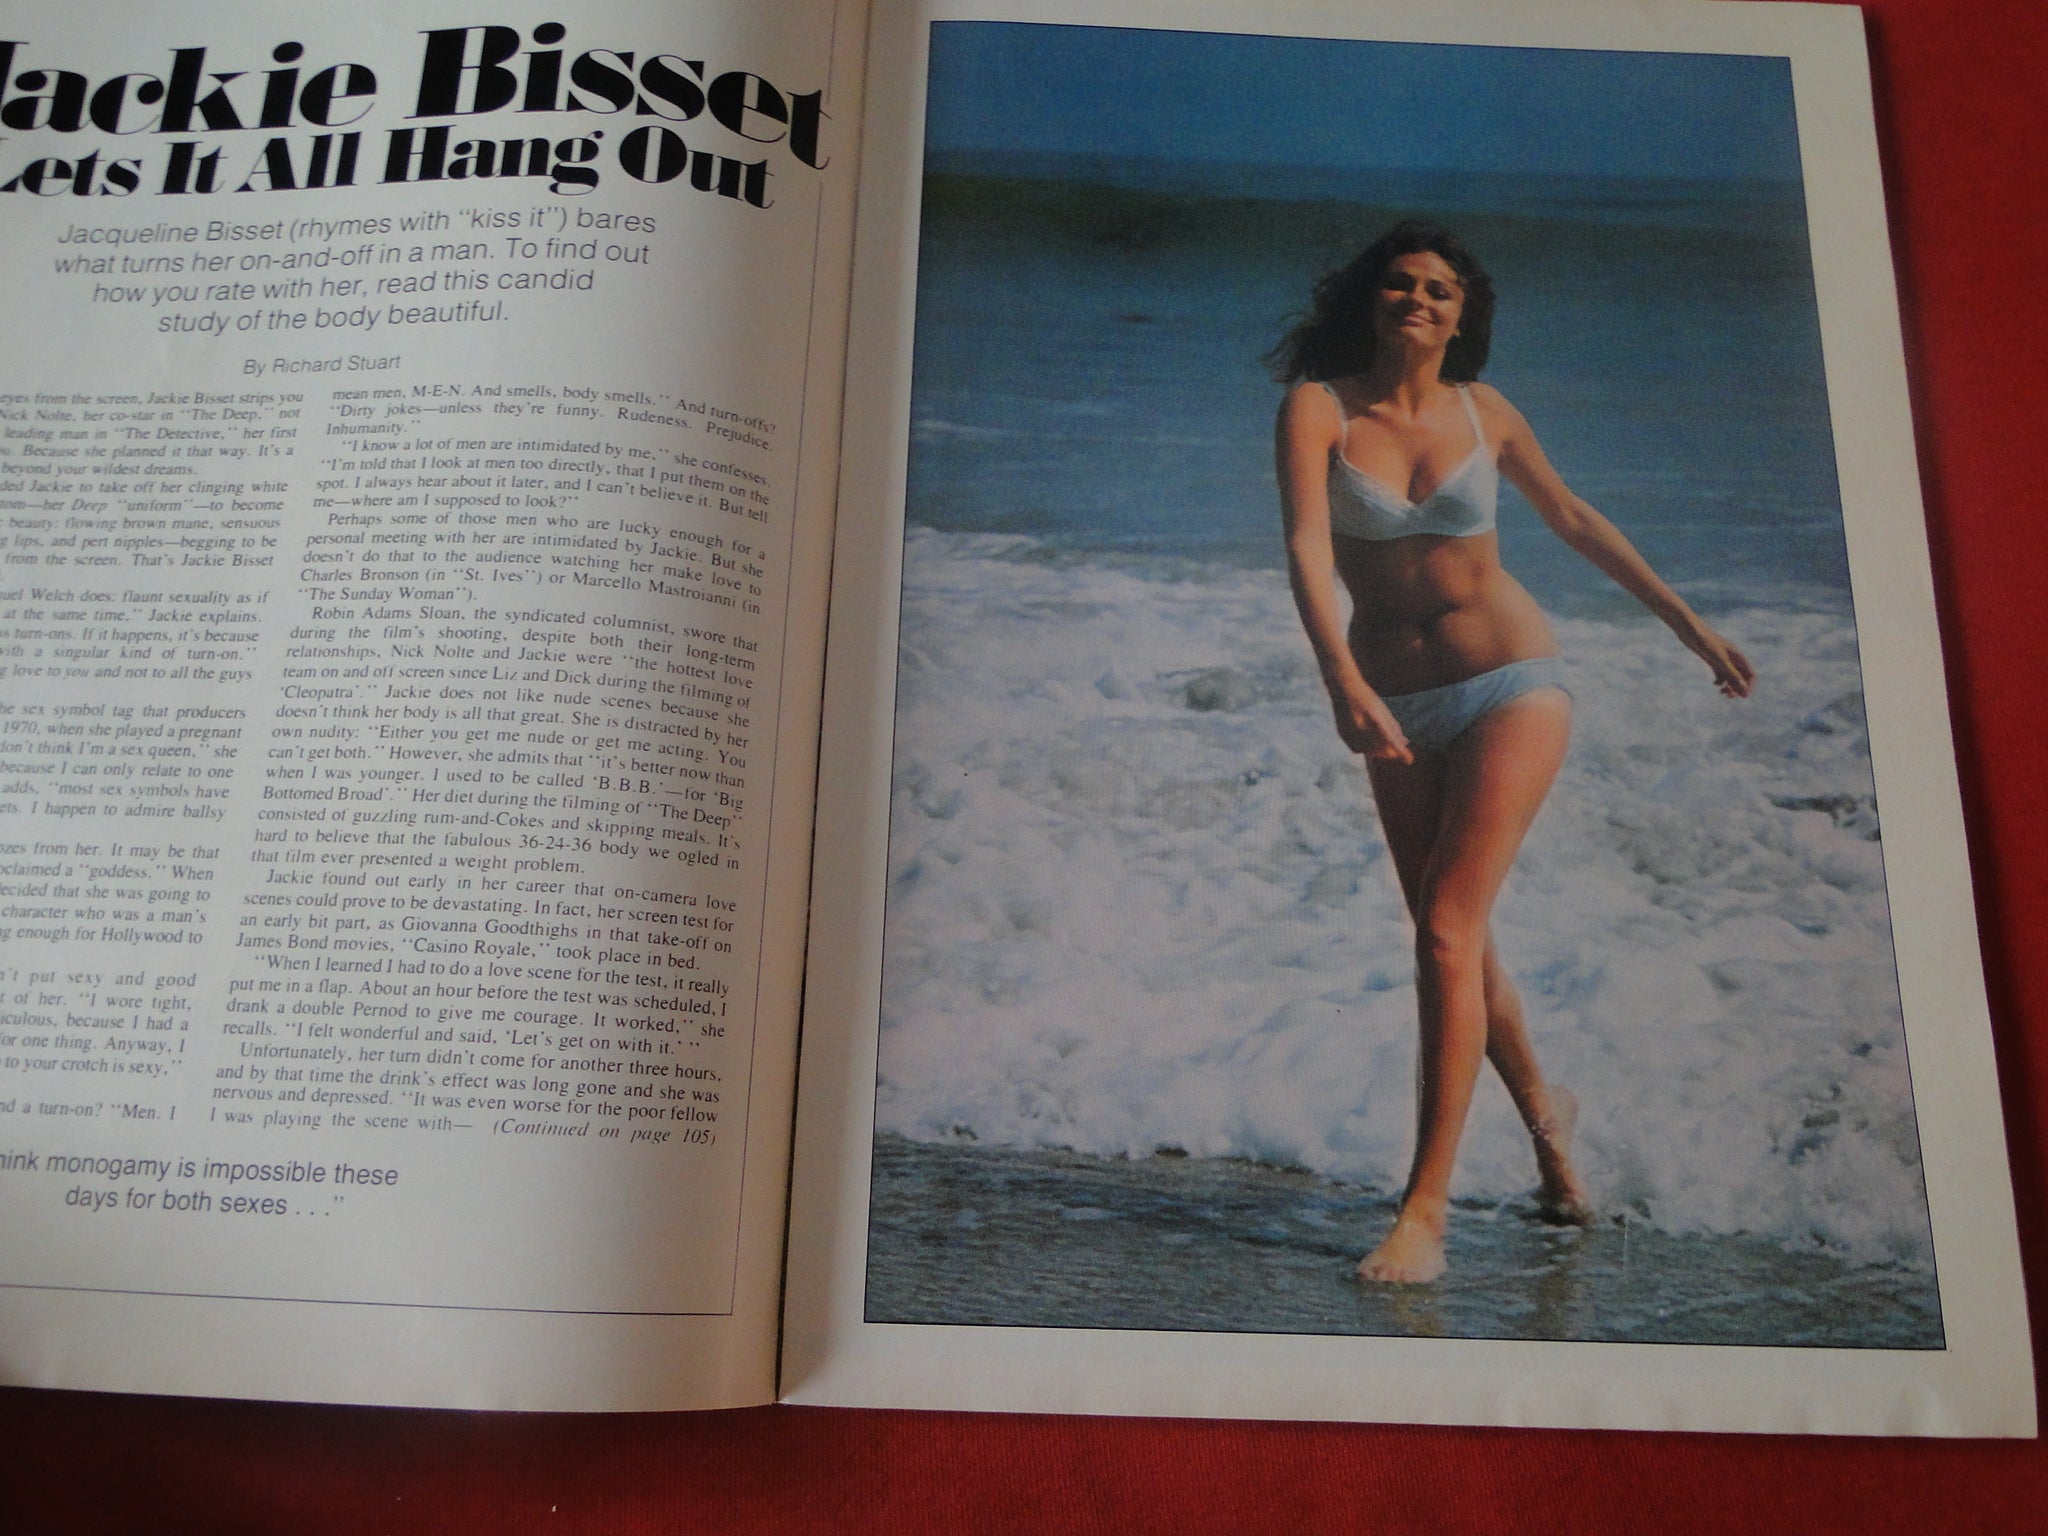 Jackie Bisset
Lets It All Hang Out
Jacqueline Bisset (rhymes with “kiss it”) bares
what turns her on-and-off in a man. To find out
how you rate with her, read this candid
study of the body beautiful.
By Richard Stuart
eyes from the screen, Jackie Bisset strips you
Nick Nolte, her co-star in “The Deep,” not
leading man in “The Detective,” her first
Because she planned it that way. It’s a
beyond your wildest dreams.
ded Jackie to take off her clinging white
tom—her Deep “uniform”—to become
beauty: flowing brown mane, sensuous
g lips, and pert nipples—begging to be
from the screen. That’s Jackie Bisset
uel Welch does: flaunt sexuality as if
at the same time,” Jackie explains.
s turn-ons. If it happens, it’s because
with a singular kind of turn-on.”
g love to you and not to all the guys
he sex symbol tag that producers
1970, when she played a pregnant
don’t think I’m a sex queen,” she
because I can only relate to one
adds, “most sex symbols have
ets. I happen to admire ballsy
ozes from her. It may be that
oclaimed a “goddess.” When
decided that she was going to
character who was a man’s
g enough for Hollywood to
n’t put sexy and good
t of her. “I wore tight,
iculous, because I had a
or one thing. Anyway, I
to your crotch is sexy,”
nd a turn-on? “Men. I
mean men, M-E-N. And smells, body smells.” And turn-offs?
“Dirty jokes—unless they’re funny. Rudeness. Prejudice.
Inhumanity.”
“I know a lot of men are intimidated by me,” she confesses.
“I’m told that I look at men too directly, that I put them on the
spot. I always hear about it later, and I can’t believe it. But tell
me—where am I supposed to look?”
Perhaps some of those men who are lucky enough for a
personal meeting with her are intimidated by Jackie. But she
doesn’t do that to the audience watching her make love to
Charles Bronson (in “St. Ives”) or Marcello Mastroianni (in
“The Sunday Woman”).
Robin Adams Sloan, the syndicated columnist, swore that
during the film’s shooting, despite both their long-term
relationships, Nick Nolte and Jackie were “the hottest love
team on and off screen since Liz and Dick during the filming of
‘Cleopatra’.” Jackie does not like nude scenes because she
doesn’t think her body is all that great. She is distracted by her
own nudity: “Either you get me nude or get me acting. You
can’t get both.” However, she admits that “it’s better now than
when I was younger. I used to be called ‘B.B.B.’—for ‘Big
Bottomed Broad’.” Her diet during the filming of “The Deep”
consisted of guzzling rum-and-Cokes and skipping meals. It’s
hard to believe that the fabulous 36-24-36 body we ogled in
that film ever presented a weight problem.
Jackie found out early in her career that on-camera love
scenes could prove to be devastating. In fact, her screen test for
an early bit part, as Giovanna Goodthighs in that take-off on
James Bond movies, “Casino Royale,” took place in bed.
“When I learned I had to do a love scene for the test, it really
put me in a flap. About an hour before the test was scheduled, I
drank a double Pernod to give me courage. It worked,” she
recalls. “I felt wonderful and said, ‘Let’s get on with it.’ ”
Unfortunately, her turn didn’t come for another three hours,
and by that time the drink’s effect was long gone and she was
nervous and depressed. “It was even worse for the poor fellow
I was playing the scene with— (Continued on page 105)
hink monogamy is impossible these
days for both sexes . . .”